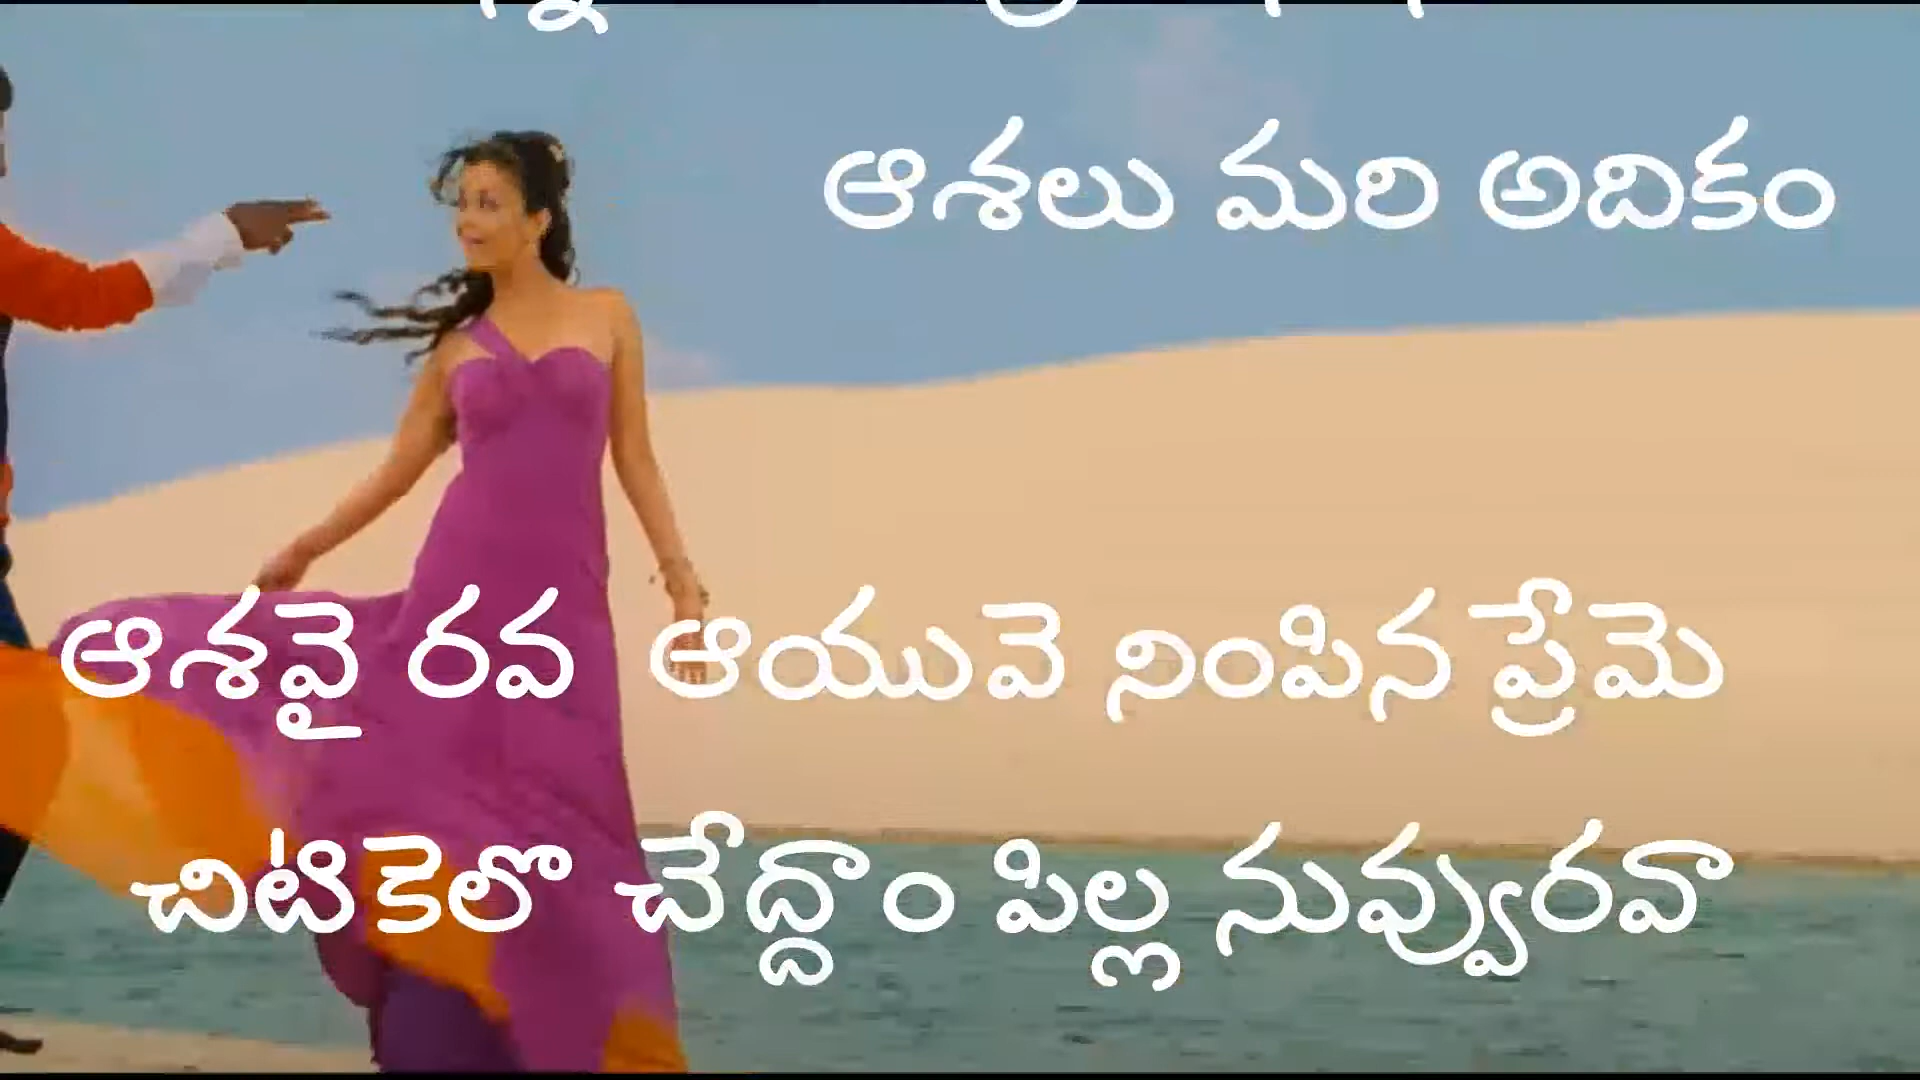 ఆశలు మరి అదికం
ఆశవై రవ ఆయువె నింపిన ప్రేమె
చిటికెలొ చేద్దాం పిల్ల నువ్వురవా